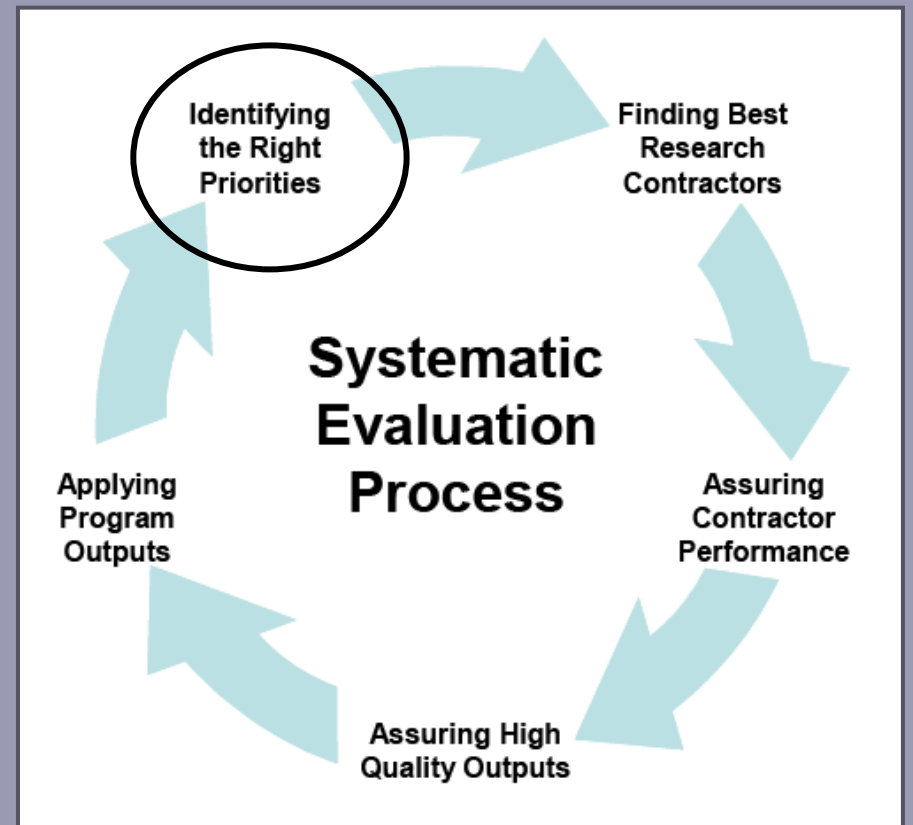 Identifying
the Right
Priorities
Finding Best
Research
Contractors
Systematic
Evaluation
Process
Applying
Program
Outputs
Assuring
Contractor
Performance
Assuring High
Quality Outputs